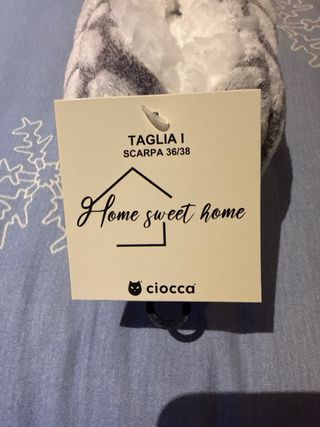 TAGLIA I
SCARPA 36/38
Home sweet home
ciocca